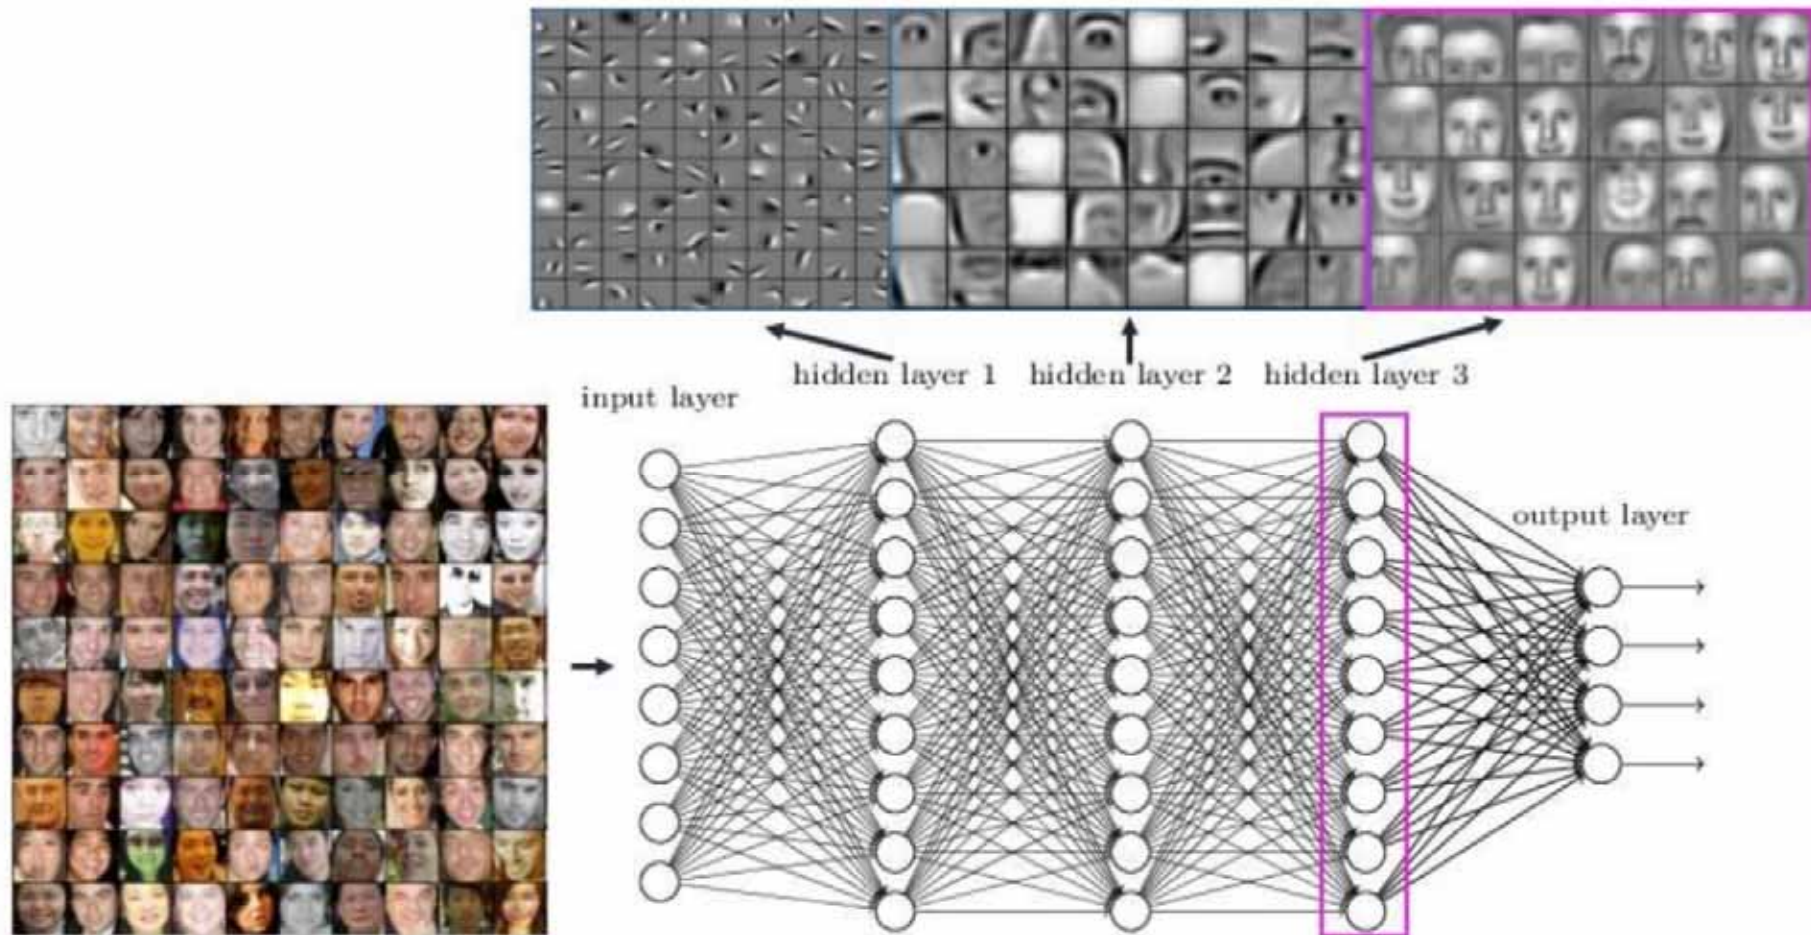 hidden layer 1
hidden layer 2
hidden layer 3
input layer
output layer